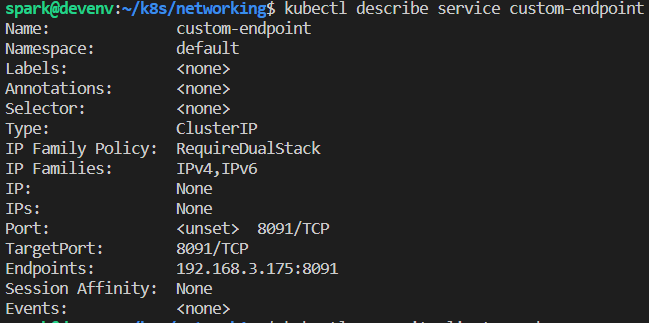 spark@devenv:~/k8s/networking$ kubectl describe service custom-endpoint
Name: custom-endpoint
Namespace: default
Labels: <none>
Annotations: <none>
Selector: <none>
Type: ClusterIP
IP Family Policy: RequireDualStack
IP Families: IPv4,IPv6
IP: None
IPs: None
Port: <unset> 8091/TCP
TargetPort: 8091/TCP
Endpoints: 192.168.3.175:8091
Session Affinity: None
Events: <none>